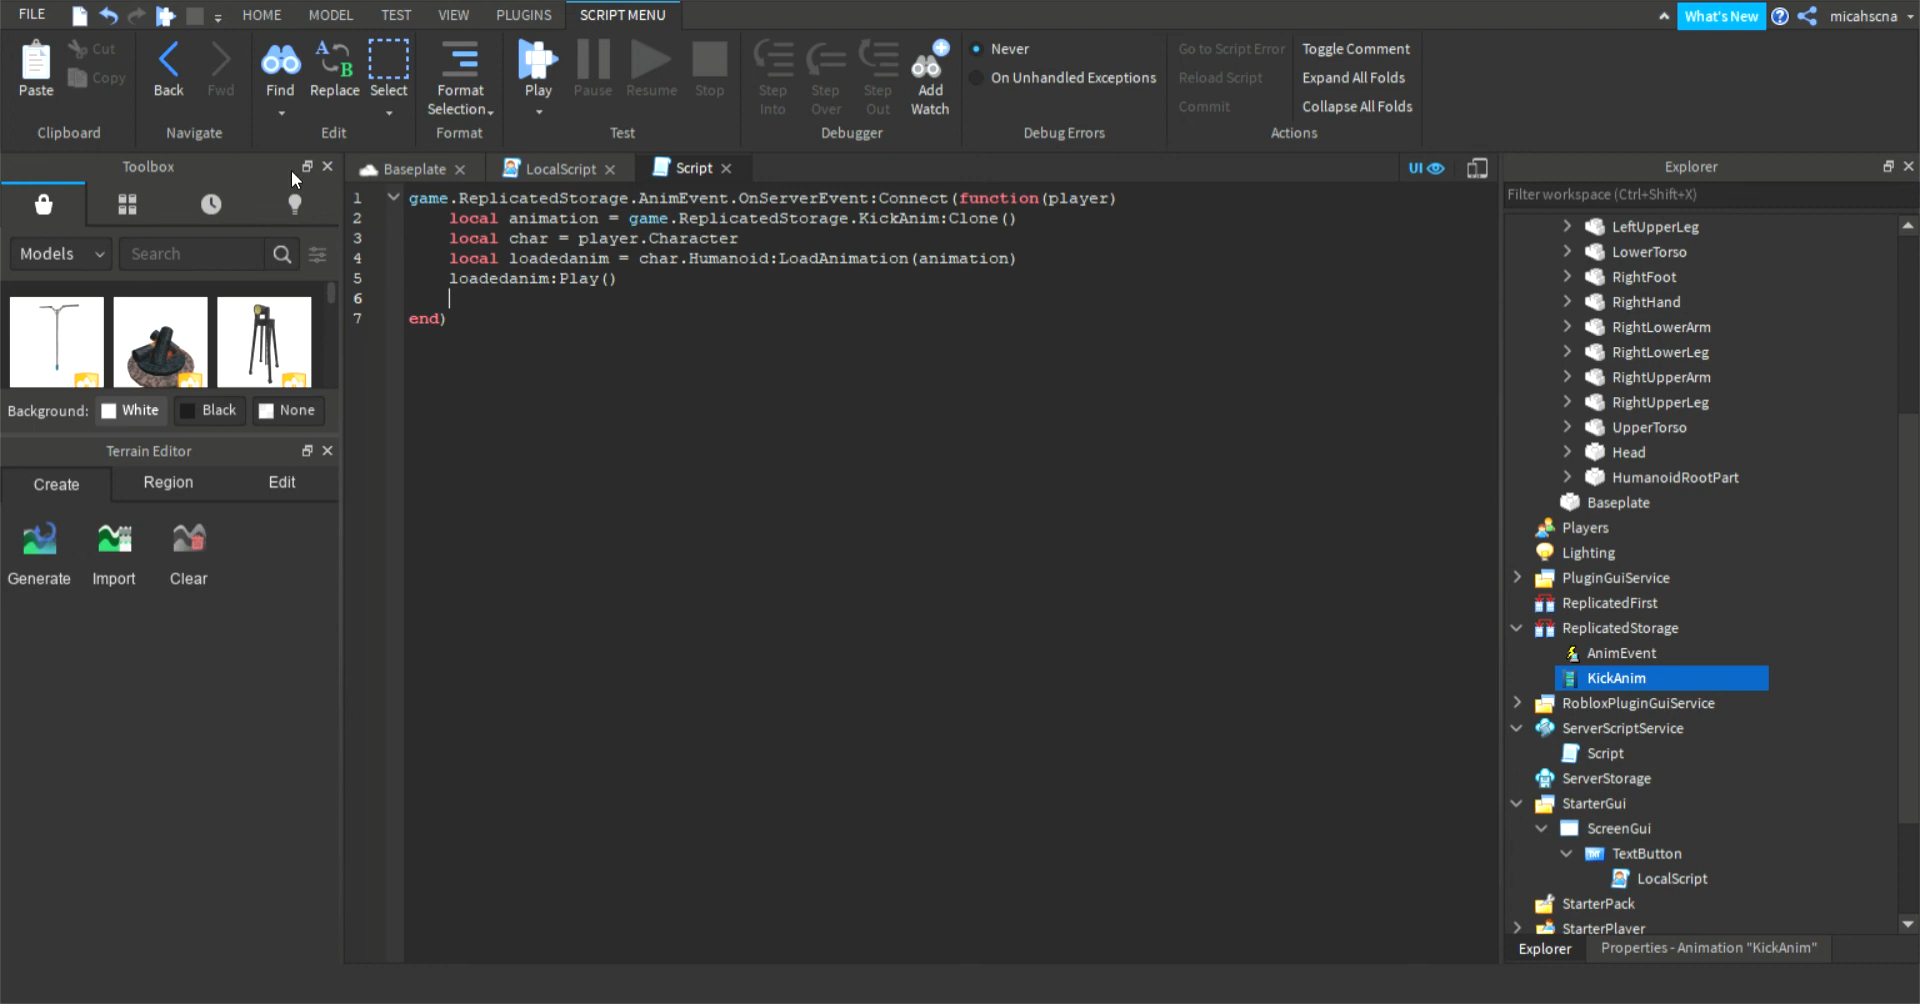 FILE HOME MODEL TEST VIEW PLUGINS SCRIPT MENU What's New micahscna
Paste Cut Copy Back Fwd Find Replace Select Format Selection Play Pause Resume Stop Step Into Step Over Step Out Add Watch Never On Unhandled Exceptions Go to Script Error Reload Script Commit Toggle Comment Expand All Folds Collapse All Folds
Clipboard Navigate Edit Format Test Debugger Debug Errors Actions
Toolbox
Models Search
Background: White Black None
Terrain Editor
Create Region Edit
Generate Import Clear
Baseplate LocalScript Script UI
1 game.ReplicatedStorage.AnimEvent.OnServerEvent:Connect(function(player)
2 local animation = game.ReplicatedStorage.KickAnim:Clone()
3 local char = player.Character
4 local loadedanim = char.Humanoid:LoadAnimation(animation)
5 loadedanim:Play()
6
7 end)
Explorer
Filter workspace (Ctrl+Shift+X)
LeftUpperLeg
LowerTorso
RightFoot
RightHand
RightLowerArm
RightLowerLeg
RightUpperArm
RightUpperLeg
UpperTorso
Head
HumanoidRootPart
Baseplate
Players
Lighting
PluginGuiService
ReplicatedFirst
ReplicatedStorage
AnimEvent
KickAnim
RobloxPluginGuiService
ServerScriptService
Script
ServerStorage
StarterGui
ScreenGui
TextButton
LocalScript
StarterPack
StarterPlayer
Explorer Properties - Animation "KickAnim"